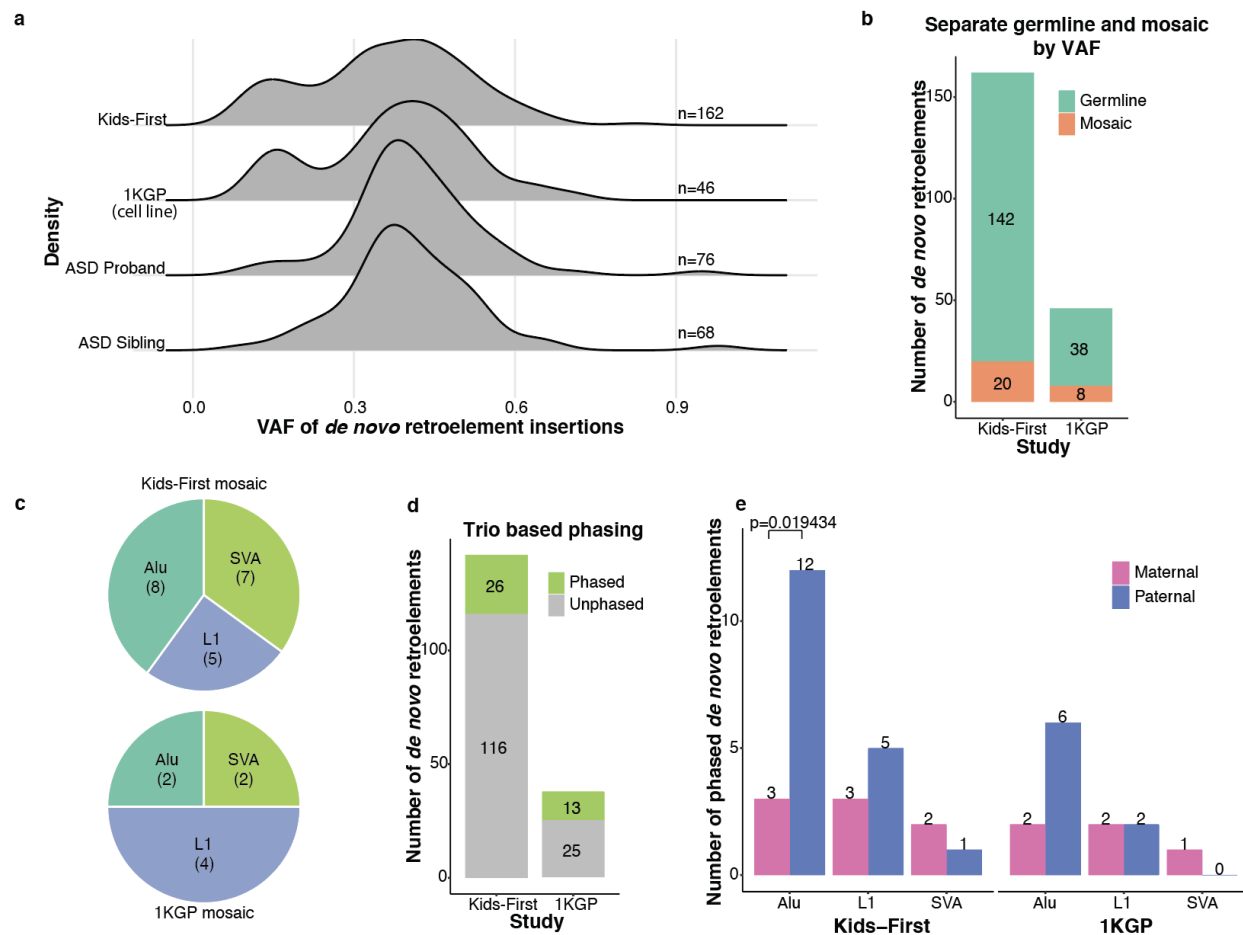 a
Kids-First
n=162
1KGP
(cell line)
n=46
ASD Proband
n=76
ASD Sibling
n=68
Density
0.0
0.3
0.6
0.9
VAF of de novo retroelement insertions
b
Separate germline and mosaic
by VAF
Number of de novo retroelements
150
100
50
0
Germline
Mosaic
142
20
38
8
Kids-First
1KGP
Study
c
Kids-First mosaic
Alu
(8)
SVA
(7)
L1
(5)
Alu
(2)
SVA
(2)
L1
(4)
1KGP mosaic
d
Trio based phasing
Number of de novo retroelements
100
50
0
Phased
Unphased
26
116
13
25
Kids-First
1KGP
Study
e
p=0.019434
Number of phased de novo retroelements
10
5
0
Maternal
Paternal
3
12
3
5
2
1
2
6
2
2
1
0
Alu
L1
SVA
Alu
L1
SVA
Kids–First
1KGP